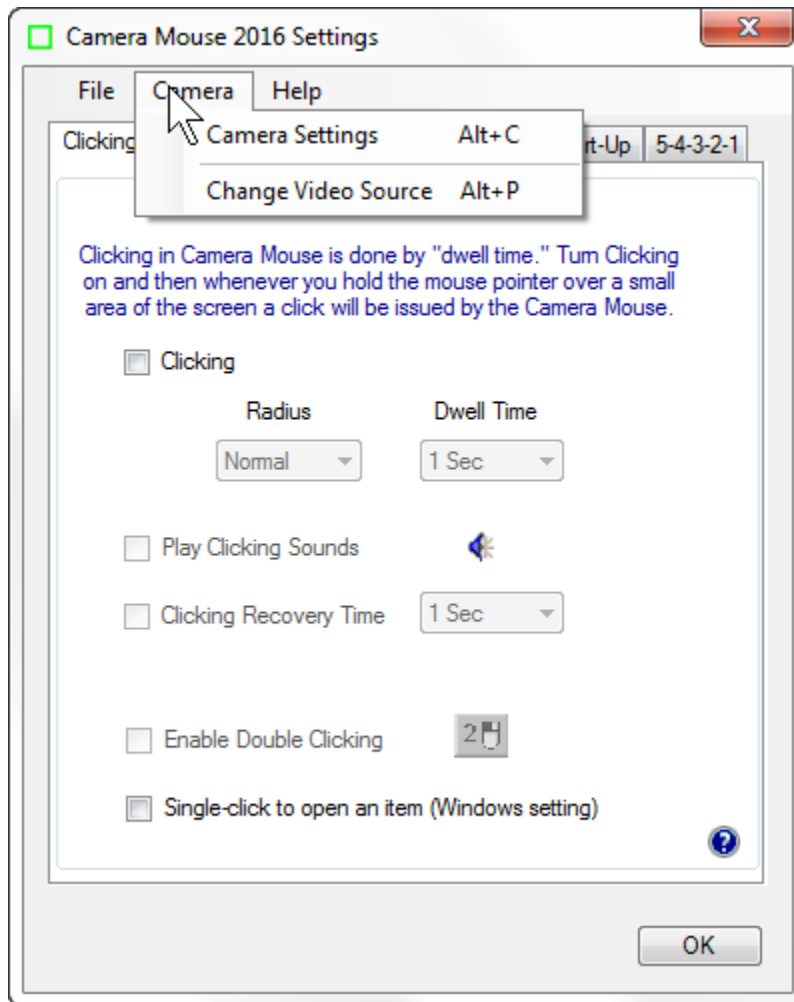 Camera Mouse 2016 Settings
File Camera Help
Camera Settings Alt+C
Change Video Source Alt+P
Clicking rt-Up 5-4-3-2-1
Clicking in Camera Mouse is done by "dwell time." Turn Clicking
on and then whenever you hold the mouse pointer over a small
area of the screen a click will be issued by the Camera Mouse.
Clicking
Radius Dwell Time
Normal 1 Sec
Play Clicking Sounds
Clicking Recovery Time 1 Sec
Enable Double Clicking 2
Single-click to open an item (Windows setting)
?
OK